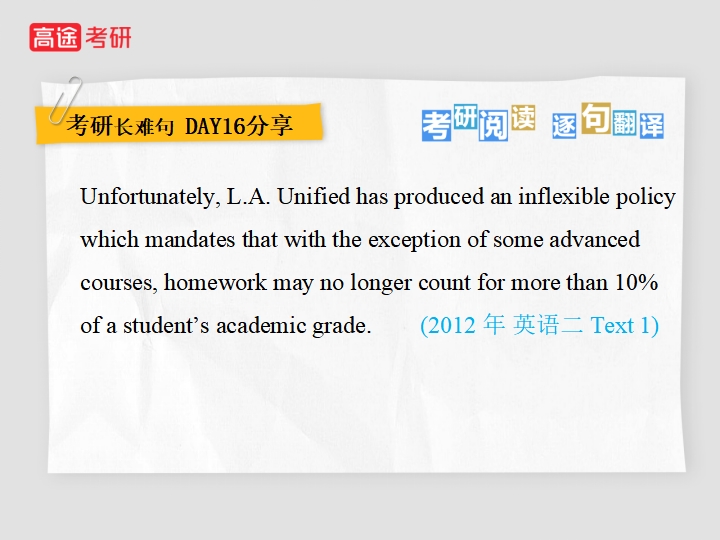 高途考研
考研长难句 DAY16分享
考研阅读 逐句翻译
Unfortunately, L.A. Unified has produced an inflexible policy
which mandates that with the exception of some advanced
courses, homework may no longer count for more than 10%
of a student’s academic grade. (2012 年 英语二 Text 1)